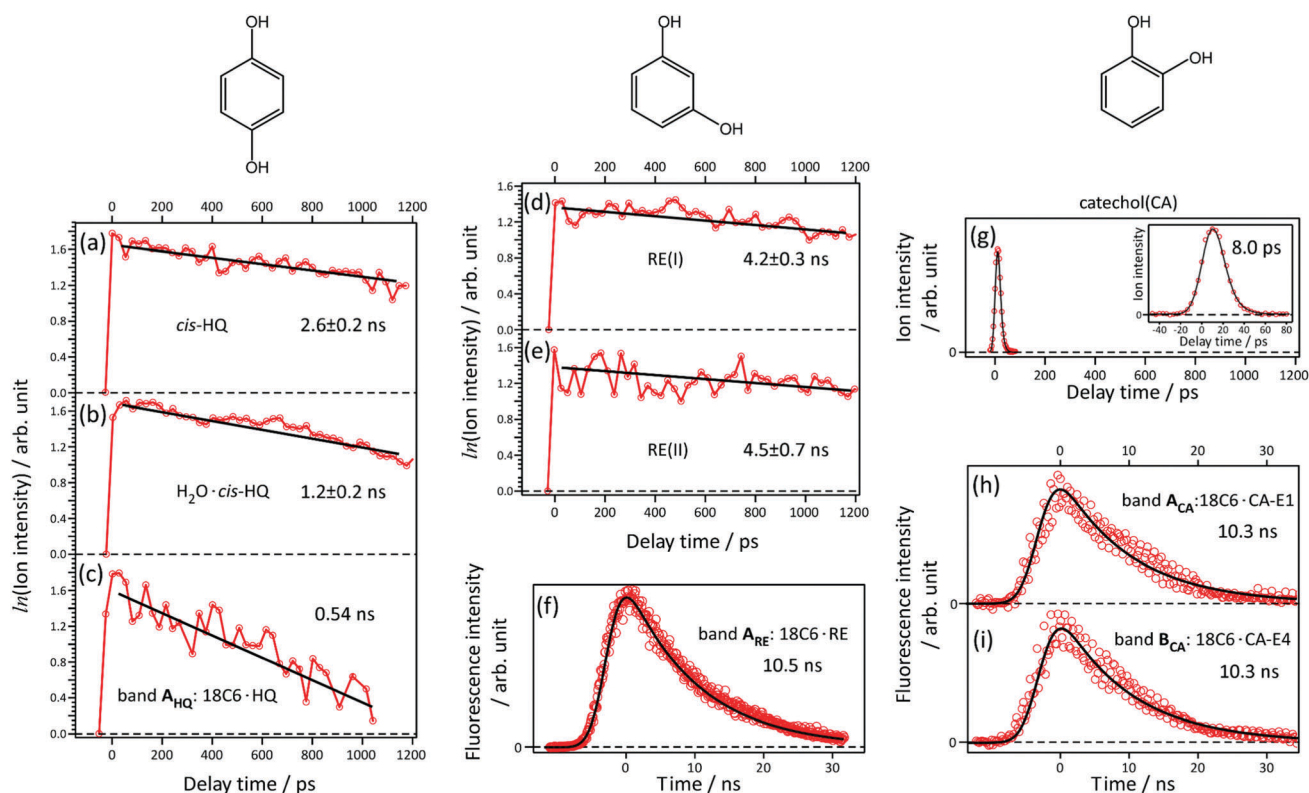 OH
OH
OH
OH
OH
OH
0 200 400 600 800 1000 1200
1.6
1.2
0.8
0.4
0.0
(a)
cis-HQ 2.6±0.2 ns
1.6
1.2
0.8
0.4
0.0
(b)
H₂O·cis-HQ 1.2±0.2 ns
1.6
1.2
0.8
0.4
0.0
(c)
0.54 ns
band A_HQ: 18C6·HQ
ln(Ion intensity) / arb. unit
0 200 400 600 800 1000 1200
Delay time / ps
0 200 400 600 800 1000 1200
1.6
1.2
0.8
0.4
0.0
(d)
RE(I) 4.2±0.3 ns
1.6
1.2
0.8
0.4
0.0
(e)
RE(II) 4.5±0.7 ns
ln(Ion intensity) / arb. unit
0 200 400 600 800 1000 1200
Delay time / ps
(f)
band A_RE: 18C6·RE
10.5 ns
Fluorescence intensity
/ arb. unit
0
0 10 20 30
Time / ns
catechol(CA)
(g)
Ion intensity
/ arb. unit
0
Ion intensity
0
8.0 ps
-40 -20 0 20 40 60 80
Delay time / ps
0 200 400 600 800 1000 1200
Delay time / ps
0 10 20 30
(h)
band A_CA:18C6·CA-E1
10.3 ns
0
(i)
band B_CA: 18C6·CA-E4
10.3 ns
0
Fluorescence intensity
/ arb. unit
0 10 20 30
Time / ns